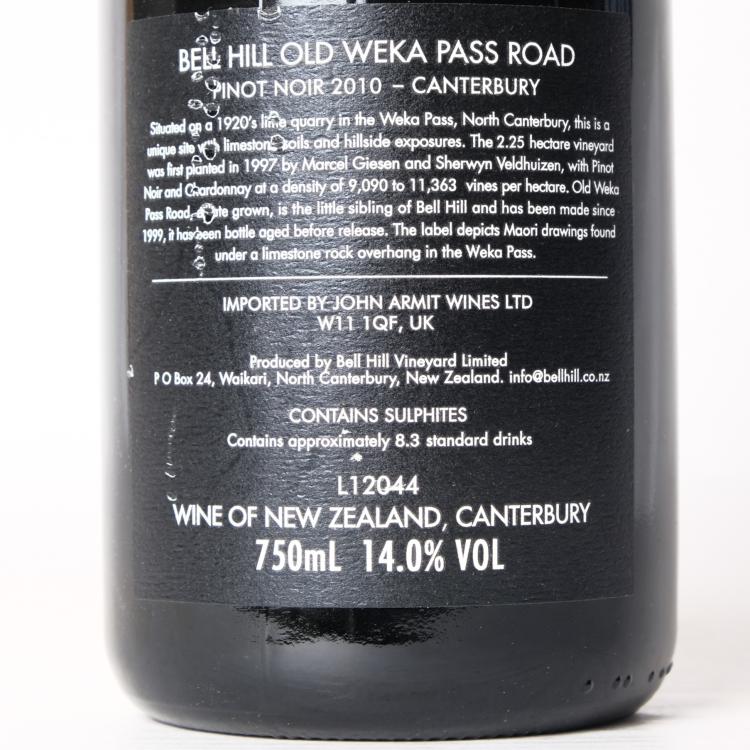 BELL HILL OLD WEKA PASS ROAD
PINOT NOIR 2010 – CANTERBURY
Situated on a 1920's lime quarry in the Weka Pass, North Canterbury, this is a
unique site with limestone soils and hillside exposures. The 2.25 hectare vineyard
was first planted in 1997 by Marcel Giesen and Sherwyn Veldhuizen, with Pinot
Noir and Chardonnay at a density of 9,090 to 11,363 vines per hectare. Old Weka
Pass Road, estate grown, is the little sibling of Bell Hill and has been made since
1999, it has been bottle aged before release. The label depicts Maori drawings found
under a limestone rock overhang in the Weka Pass.
IMPORTED BY JOHN ARMIT WINES LTD
W11 1QF, UK
Produced by Bell Hill Vineyard Limited
P O Box 24, Waikari, North Canterbury, New Zealand. info@bellhill.co.nz
CONTAINS SULPHITES
Contains approximately 8.3 standard drinks
L12044
WINE OF NEW ZEALAND, CANTERBURY
750mL 14.0% VOL